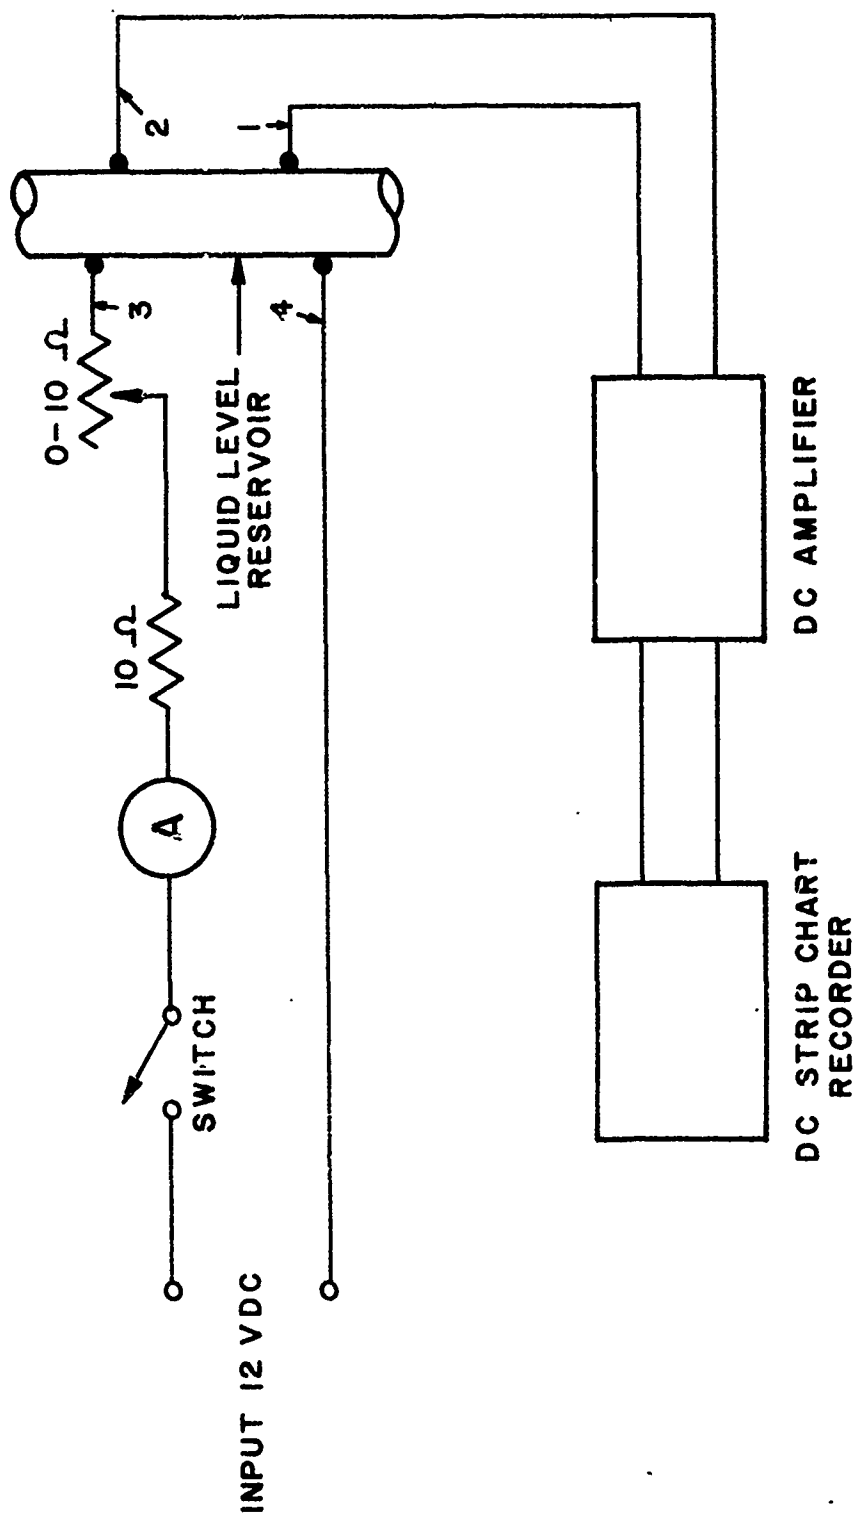 INPUT 12 VDC
SWITCH
A
10 Ω
0-10 Ω
3
4
2
1
LIQUID LEVEL
RESERVOIR
DC STRIP CHART
RECORDER
DC AMPLIFIER